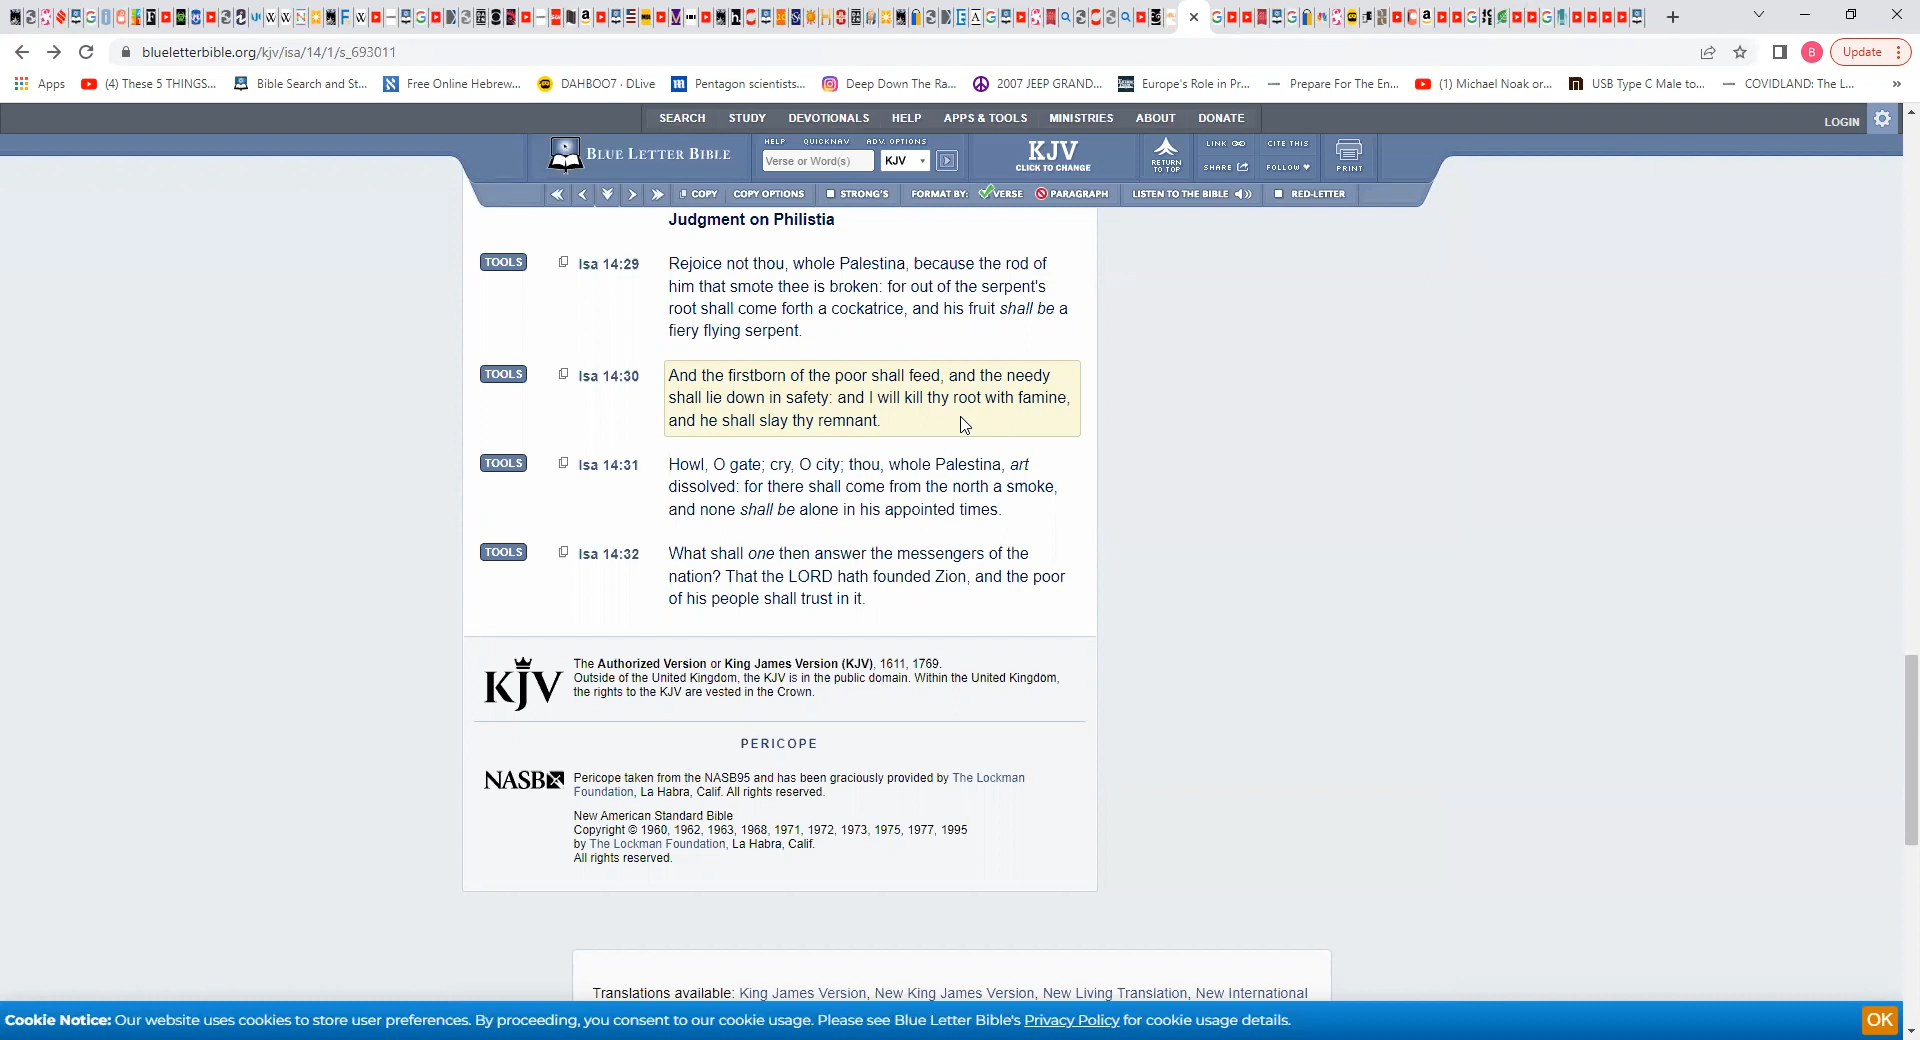 blueletterbible.org/kjv/isa/14/1/s_693011
B
Update
Apps
(4) These 5 THINGS...
Bible Search and St...
Free Online Hebrew...
DAHBOO7 · DLive
Pentagon scientists...
Deep Down The Ra...
2007 JEEP GRAND...
Europe's Role in Pr...
Prepare For The En...
(1) Michael Noak or...
USB Type C Male to...
COVIDLAND: The L...
»
SEARCH STUDY DEVOTIONALS HELP APPS & TOOLS MINISTRIES ABOUT DONATE
LOGIN
BLUE LETTER BIBLE
HELP QUICKNAV ADV. OPTIONS
Verse or Word(s) KJV
KJV
CLICK TO CHANGE
RETURN
TO TOP
LINK
SHARE
CITE THIS
FOLLOW
PRINT
COPY COPY OPTIONS STRONG'S FORMAT BY: VERSE PARAGRAPH LISTEN TO THE BIBLE RED-LETTER
Judgment on Philistia
TOOLS Isa 14:29 Rejoice not thou, whole Palestina, because the rod of
him that smote thee is broken: for out of the serpent's
root shall come forth a cockatrice, and his fruit shall be a
fiery flying serpent.
TOOLS Isa 14:30 And the firstborn of the poor shall feed, and the needy
shall lie down in safety: and I will kill thy root with famine,
and he shall slay thy remnant.
TOOLS Isa 14:31 Howl, O gate; cry, O city; thou, whole Palestina, art
dissolved: for there shall come from the north a smoke,
and none shall be alone in his appointed times.
TOOLS Isa 14:32 What shall one then answer the messengers of the
nation? That the LORD hath founded Zion, and the poor
of his people shall trust in it.
KJV
The Authorized Version or King James Version (KJV), 1611, 1769.
Outside of the United Kingdom, the KJV is in the public domain. Within the United Kingdom,
the rights to the KJV are vested in the Crown.
PERICOPE
NASB
Pericope taken from the NASB95 and has been graciously provided by The Lockman
Foundation, La Habra, Calif. All rights reserved.
New American Standard Bible
Copyright © 1960, 1962, 1963, 1968, 1971, 1972, 1973, 1975, 1977, 1995
by The Lockman Foundation, La Habra, Calif.
All rights reserved.
Translations available: King James Version, New King James Version, New Living Translation, New International
Cookie Notice: Our website uses cookies to store user preferences. By proceeding, you consent to our cookie usage. Please see Blue Letter Bible's Privacy Policy for cookie usage details.
OK